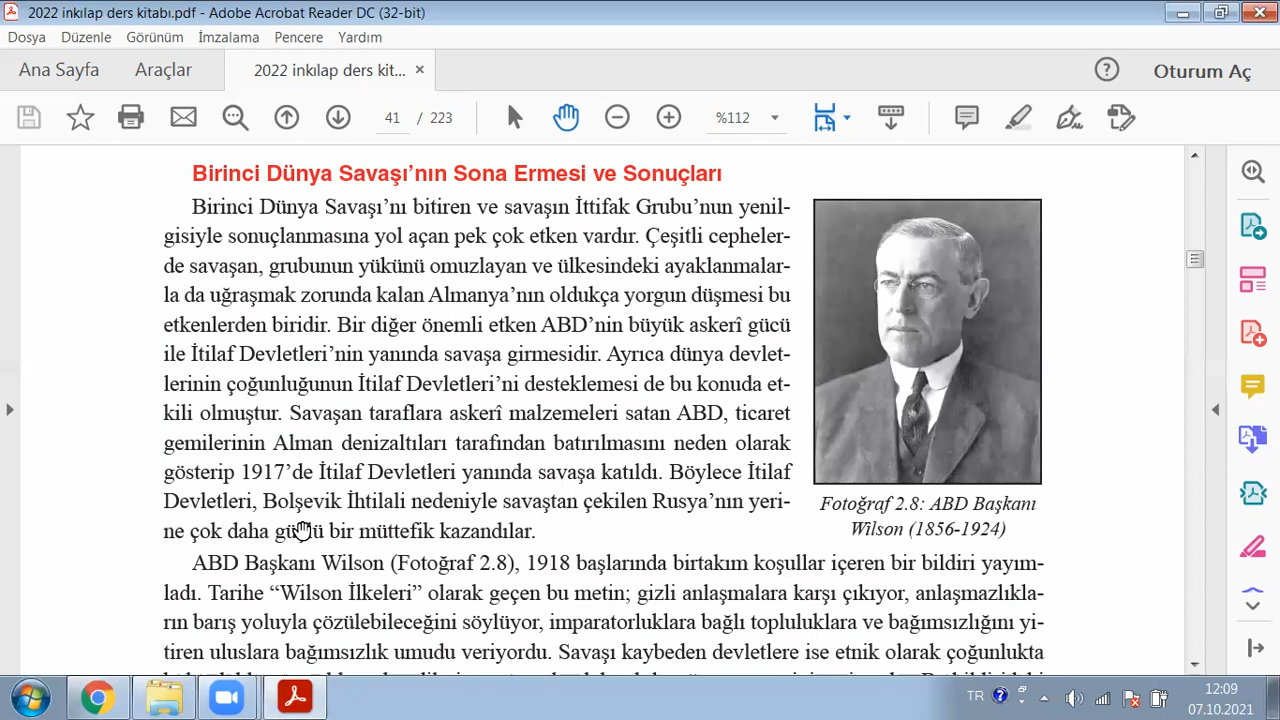 2022 inkılap ders kitabı.pdf - Adobe Acrobat Reader DC (32-bit)
Dosya Düzenle Görünüm İmzalama Pencere Yardım
Ana Sayfa Araçlar 2022 inkılap ders kit... × Oturum Aç
41 / 223 %112
Birinci Dünya Savaşı’nın Sona Ermesi ve Sonuçları
Birinci Dünya Savaşı’nı bitiren ve savaşın İttifak Grubu’nun yenil-
gisiyle sonuçlanmasına yol açan pek çok etken vardır. Çeşitli cepheler-
de savaşan, grubunun yükünü omuzlayan ve ülkesindeki ayaklanmalar-
la da uğraşmak zorunda kalan Almanya’nın oldukça yorgun düşmesi bu
etkenlerden biridir. Bir diğer önemli etken ABD’nin büyük askerî gücü
ile İtilaf Devletleri’nin yanında savaşa girmesidir. Ayrıca dünya devlet-
lerinin çoğunluğunun İtilaf Devletleri’ni desteklemesi de bu konuda et-
kili olmuştur. Savaşan taraflara askerî malzemeleri satan ABD, ticaret
gemilerinin Alman denizaltıları tarafından batırılmasını neden olarak
gösterip 1917’de İtilaf Devletleri yanında savaşa katıldı. Böylece İtilaf
Devletleri, Bolşevik İhtilali nedeniyle savaştan çekilen Rusya’nın yeri-
ne çok daha güçlü bir müttefik kazandılar.
Fotoğraf 2.8: ABD Başkanı
Wilson (1856-1924)
ABD Başkanı Wilson (Fotoğraf 2.8), 1918 başlarında birtakım koşullar içeren bir bildiri yayım-
ladı. Tarihe “Wilson İlkeleri” olarak geçen bu metin; gizli anlaşmalara karşı çıkıyor, anlaşmazlıkla-
rın barış yoluyla çözülebileceğini söylüyor, imparatorluklara bağlı topluluklara ve bağımsızlığını yi-
tiren uluslara bağımsızlık umudu veriyordu. Savaşı kaybeden devletlere ise etnik olarak çoğunlukta
TR 12:09
07.10.2021